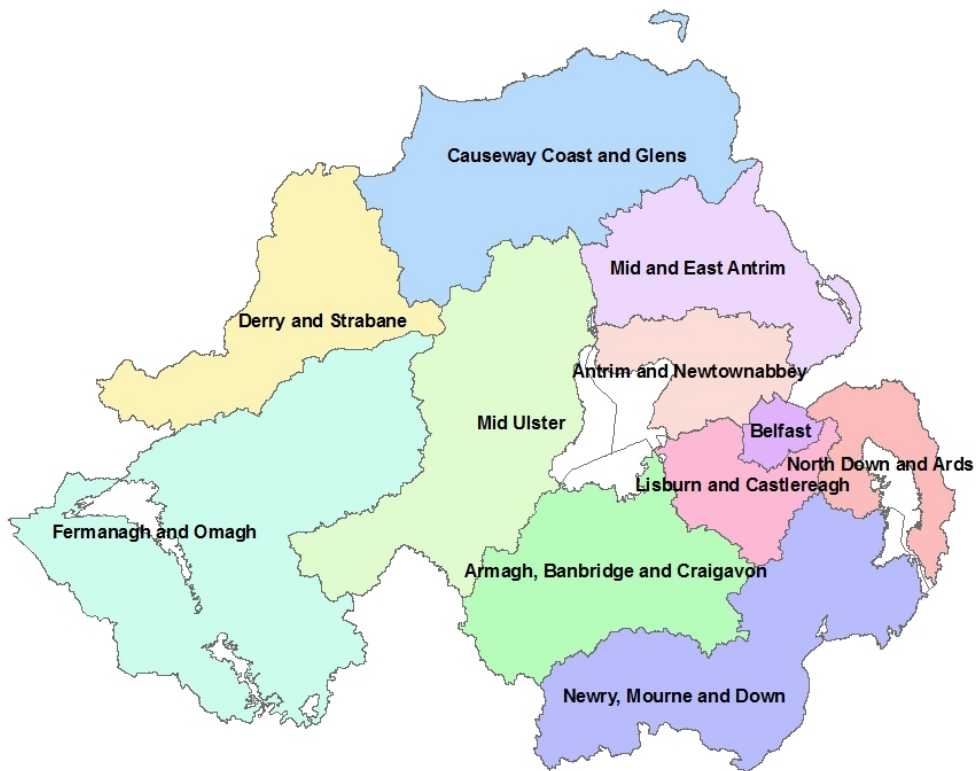 Causeway Coast and Glens
Mid and East Antrim
Derry and Strabane
Antrim and Newtownabbey
Mid Ulster
Belfast
North Down and Ards
Lisburn and Castlereagh
Fermanagh and Omagh
Armagh, Banbridge and Craigavon
Newry, Mourne and Down